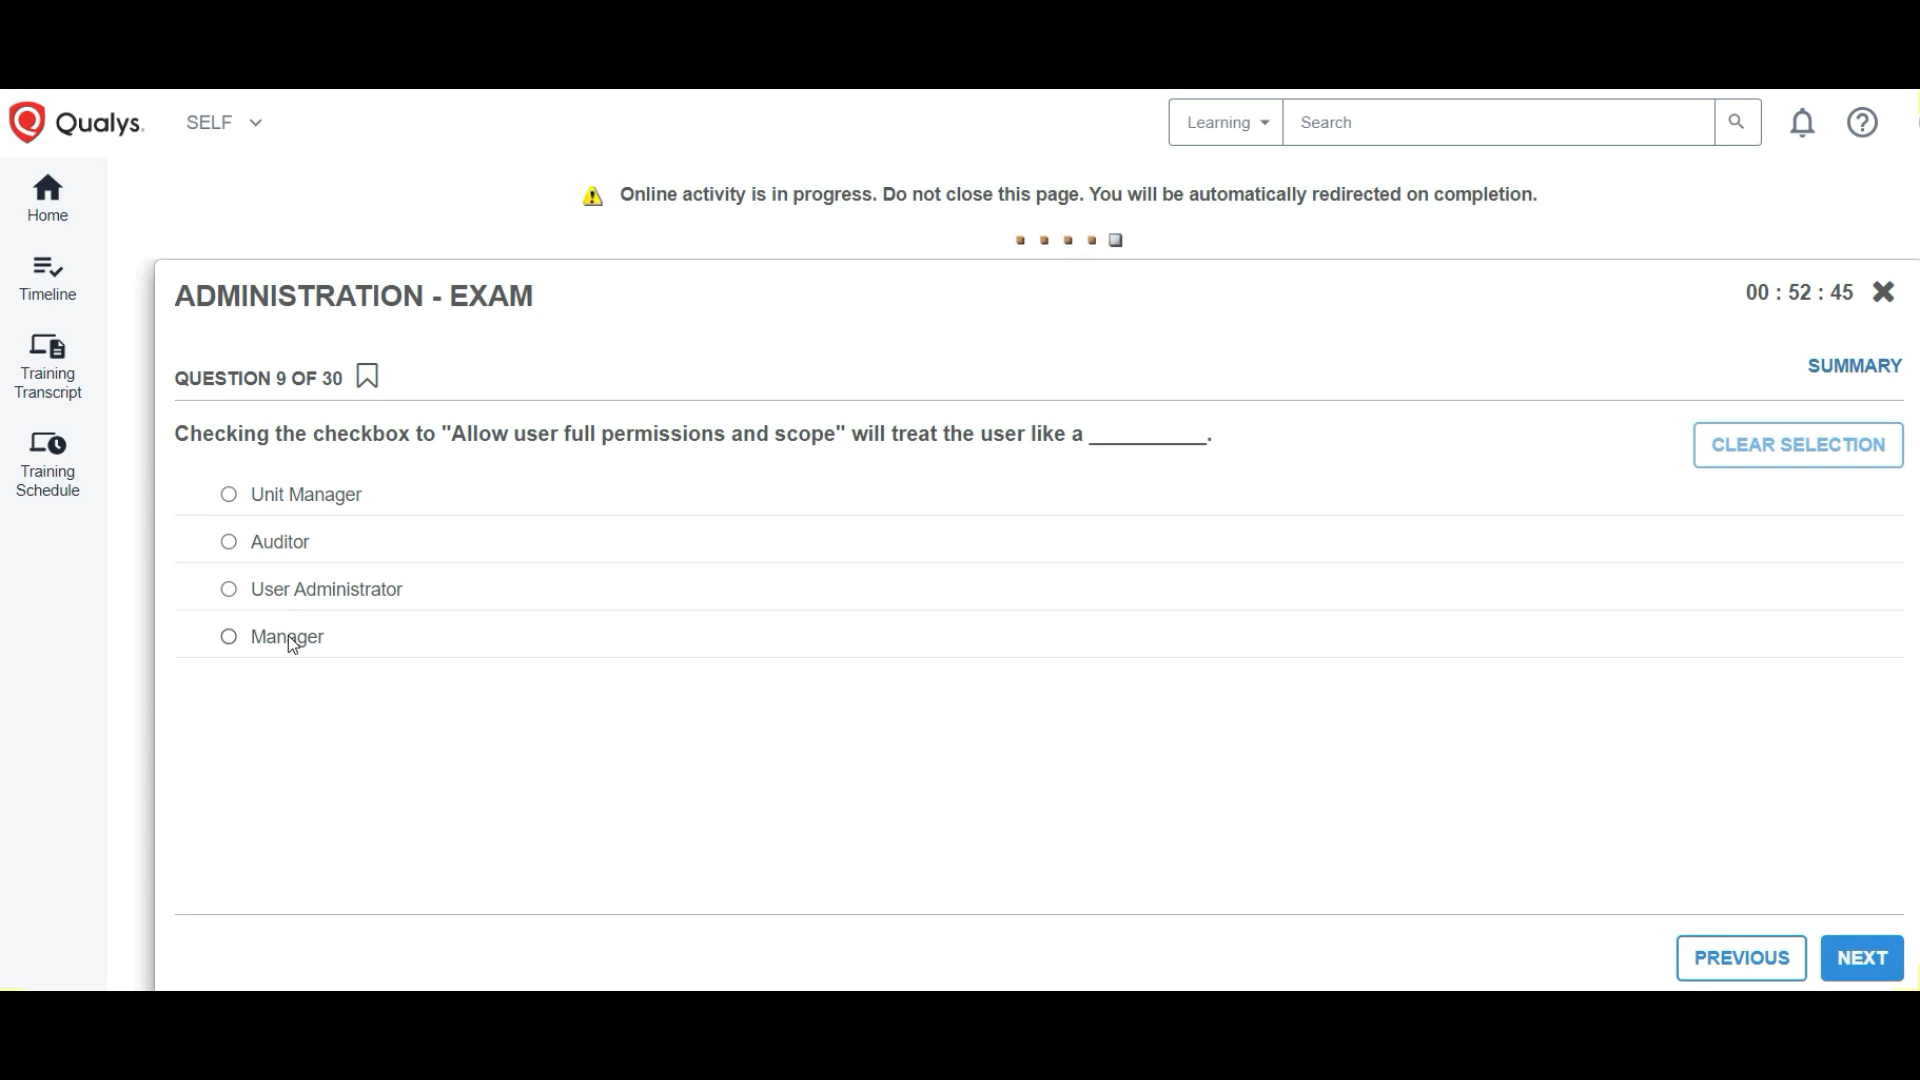 Qualys.
SELF
Learning
Search
Home
Timeline
Training
Transcript
Training
Schedule
Online activity is in progress. Do not close this page. You will be automatically redirected on completion.
ADMINISTRATION - EXAM
00 : 52 : 45
QUESTION 9 OF 30
SUMMARY
Checking the checkbox to "Allow user full permissions and scope" will treat the user like a __________.
CLEAR SELECTION
Unit Manager
Auditor
User Administrator
Manager
PREVIOUS
NEXT